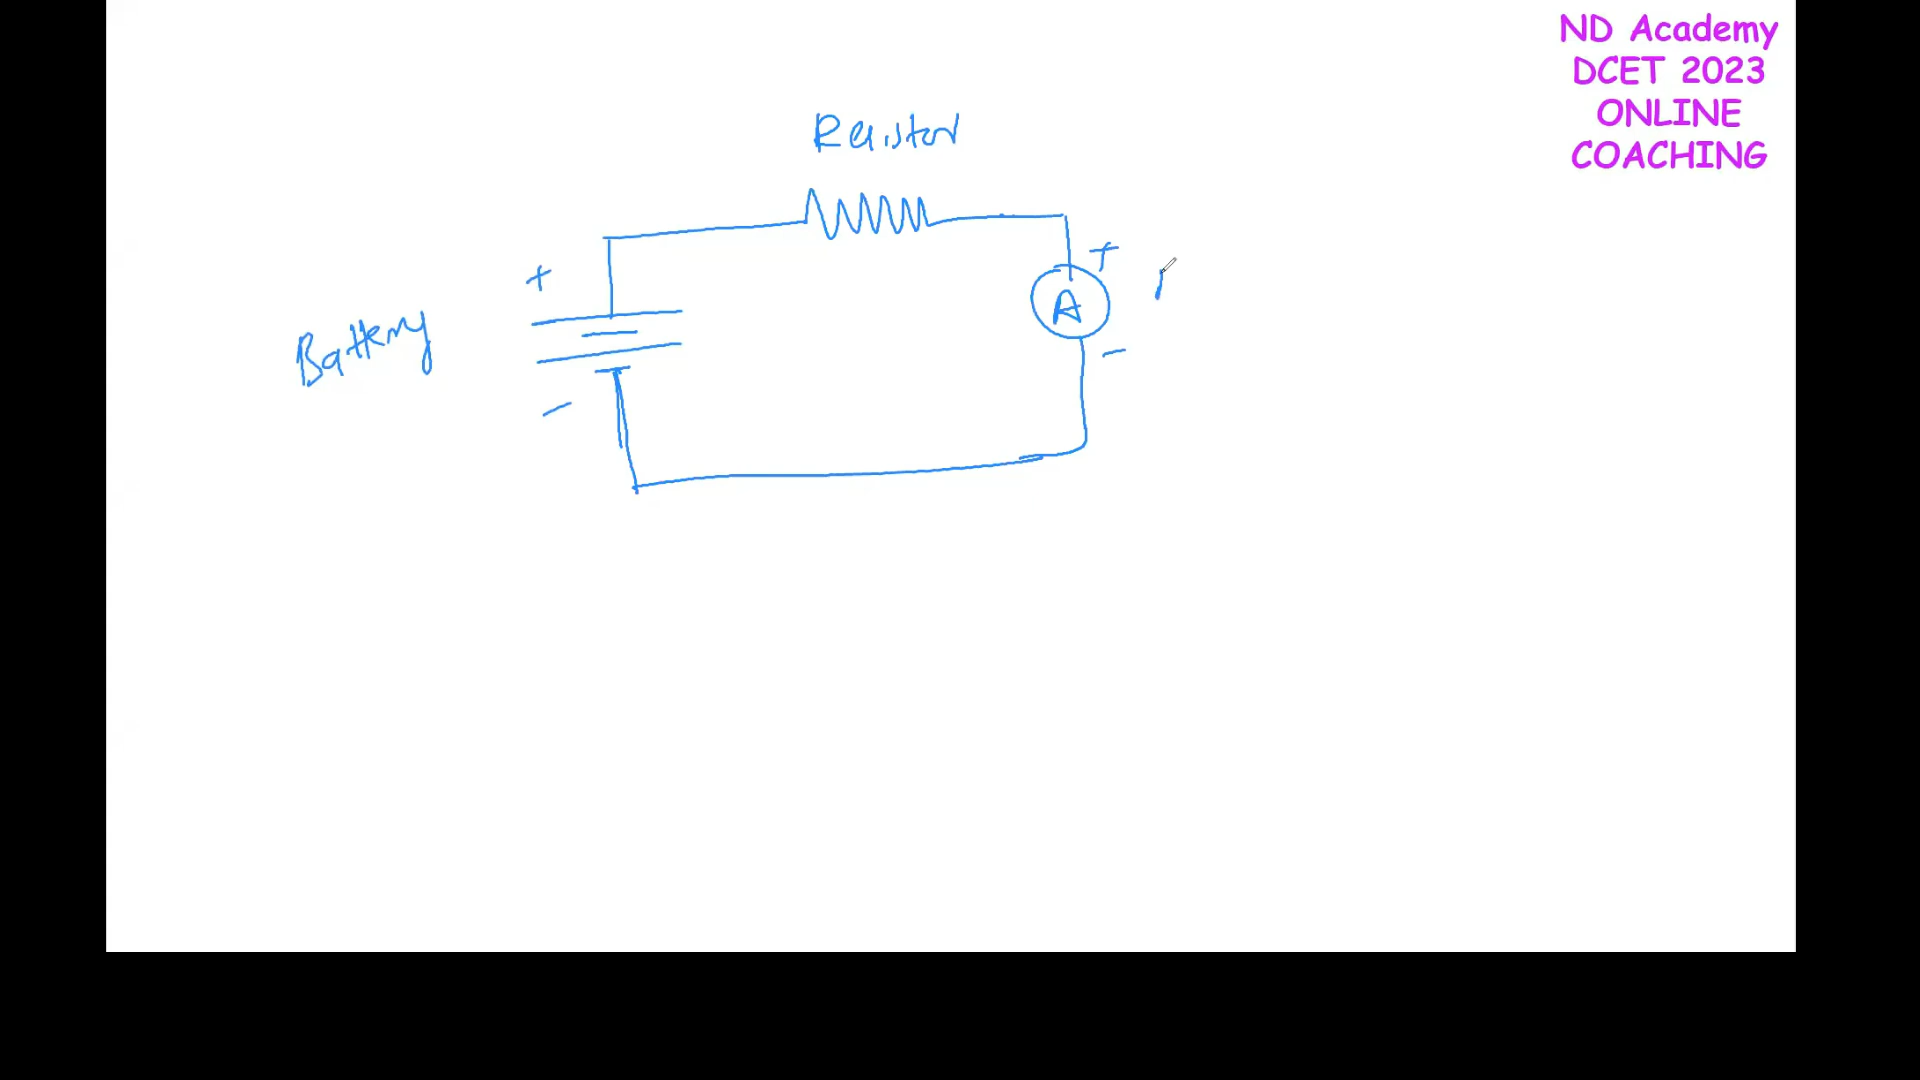 ND Academy
DCET 2023
ONLINE
COACHING
Resistor
+
+
A
Battery
-
-